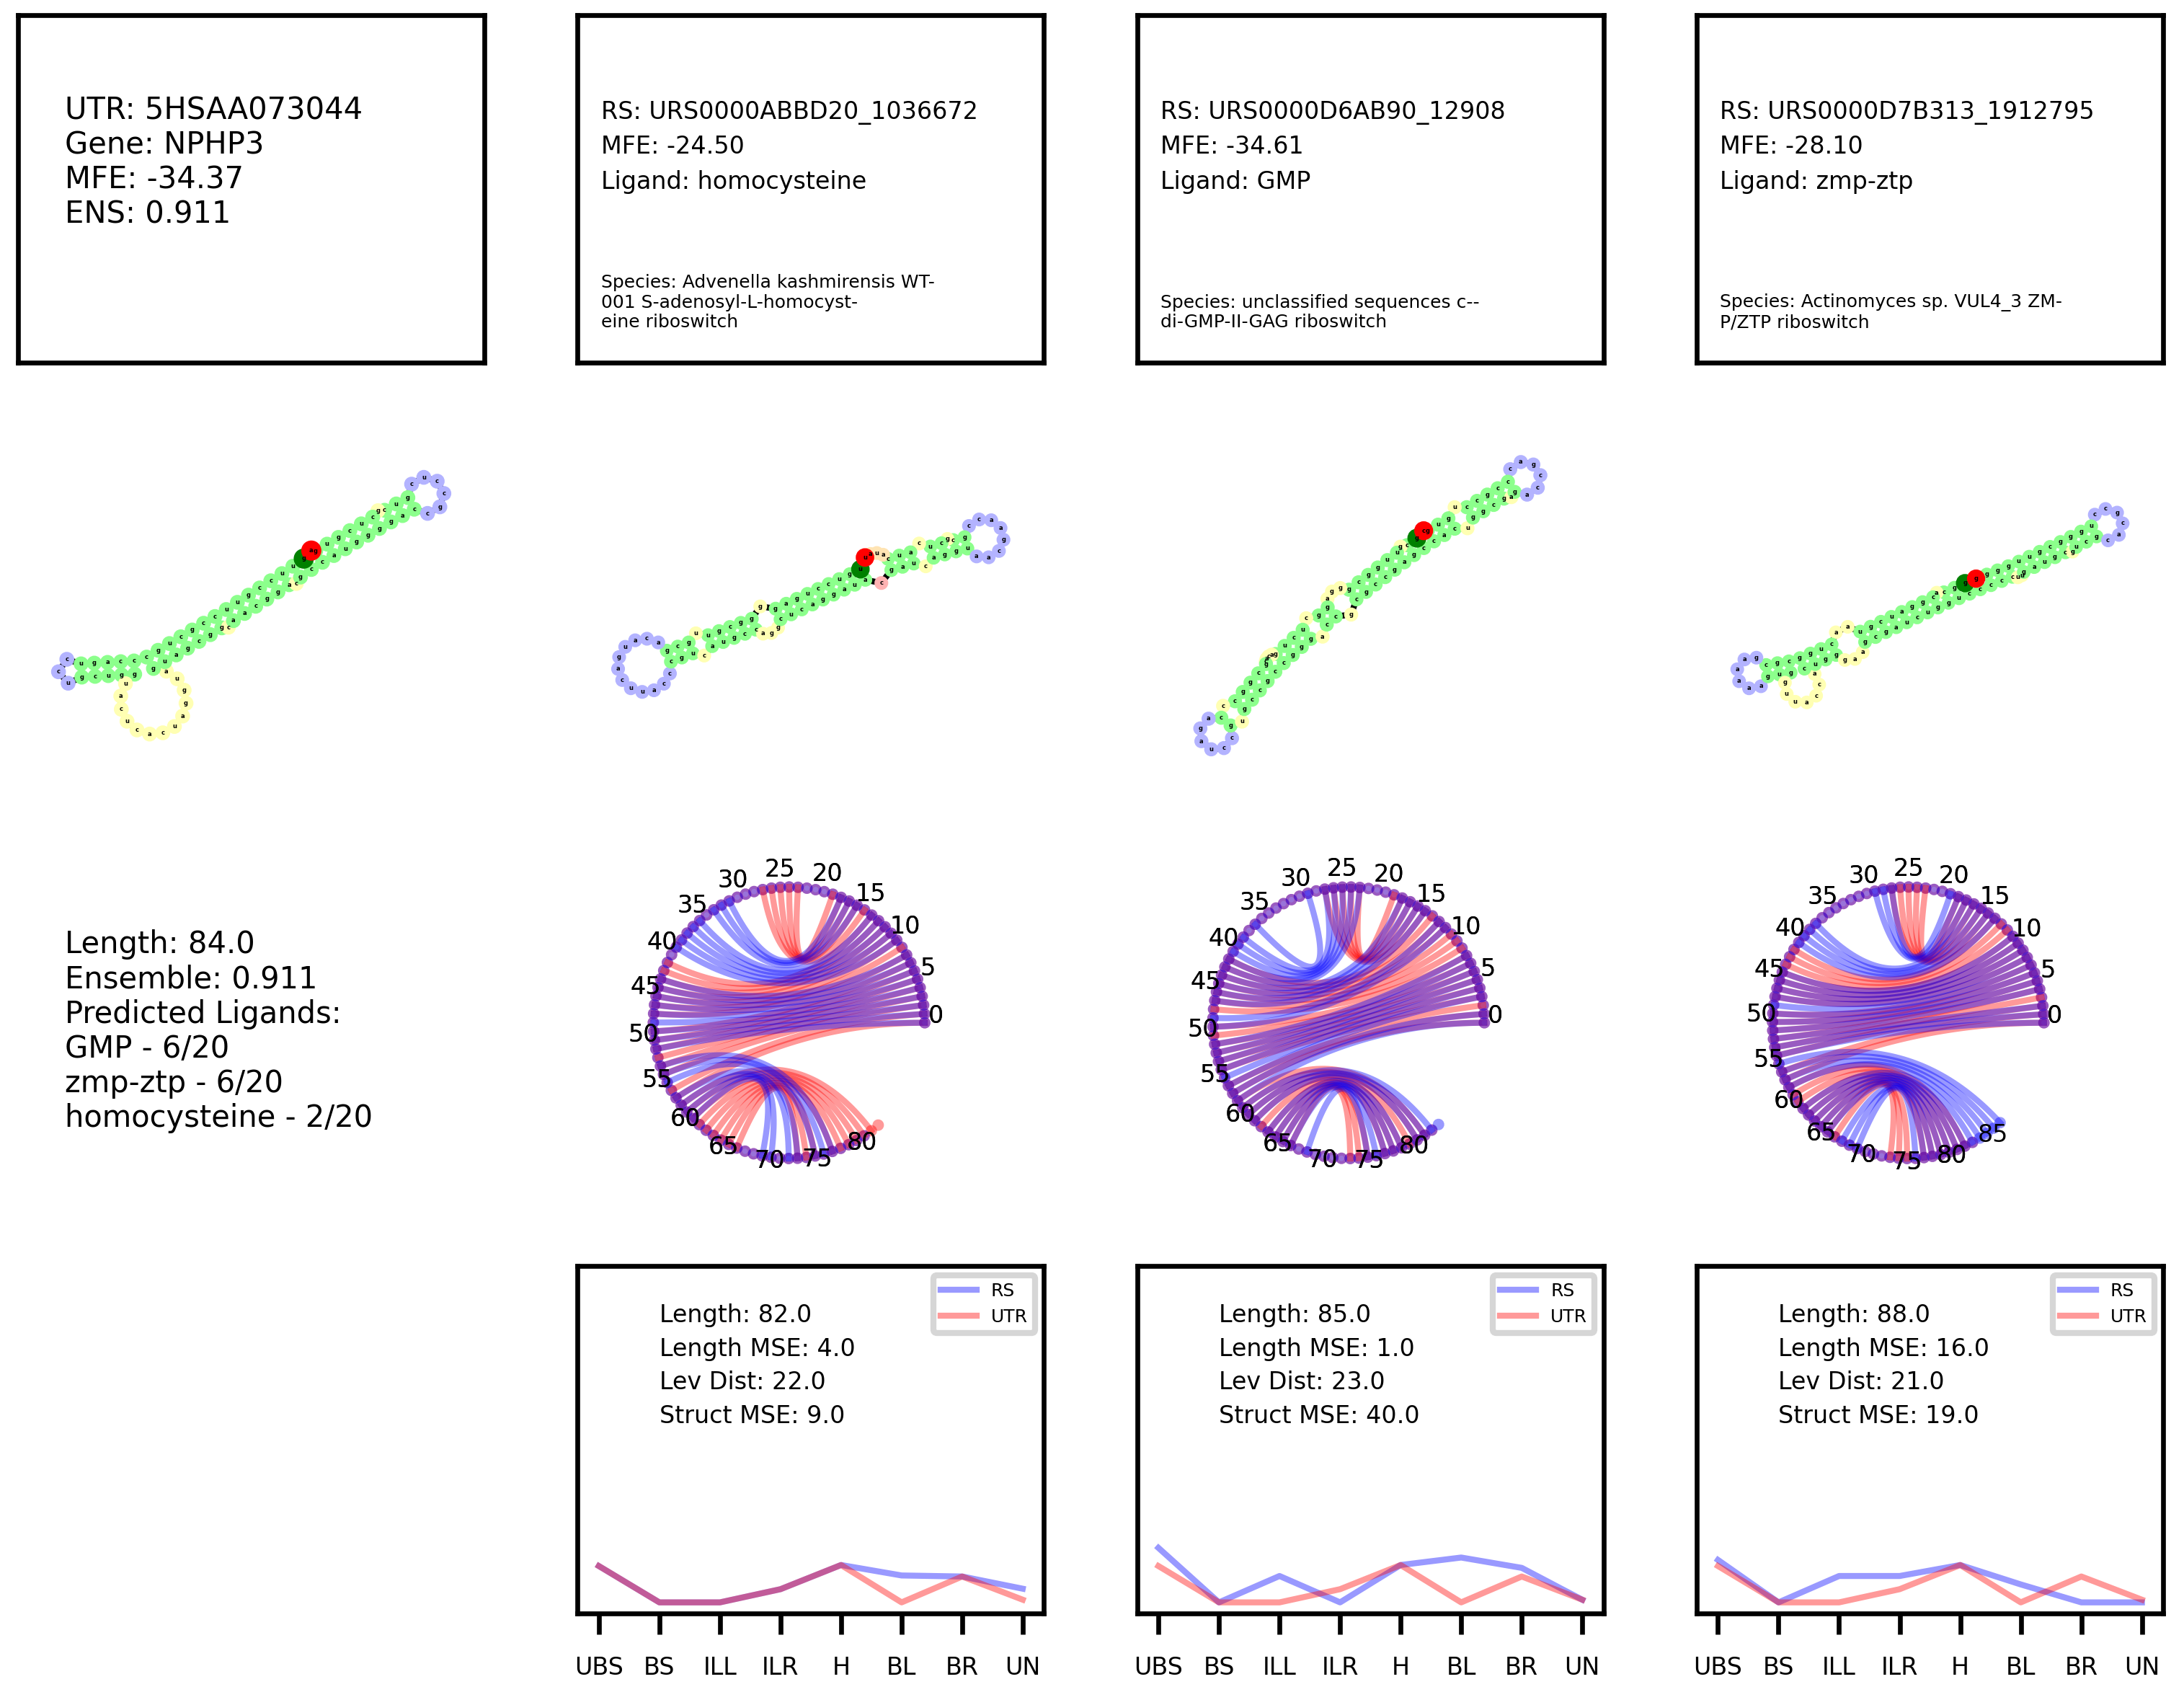 UTR: 5HSAA073044
Gene: NPHP3
MFE: -34.37
ENS: 0.911
RS: URS0000ABBD20_1036672
MFE: -24.50
Ligand: homocysteine
Species: Advenella kashmirensis WT-
001 S-adenosyl-L-homocyst-
eine riboswitch
RS: URS0000D6AB90_12908
MFE: -34.61
Ligand: GMP
Species: unclassified sequences c--
di-GMP-II-GAG riboswitch
RS: URS0000D7B313_1912795
MFE: -28.10
Ligand: zmp-ztp
Species: Actinomyces sp. VUL4_3 ZM-
P/ZTP riboswitch
Length: 84.0
Ensemble: 0.911
Predicted Ligands:
GMP - 6/20
zmp-ztp - 6/20
homocysteine - 2/20
0 5 10 15 20 25 30 35 40 45 50 55 60 65 70 75 80
0 5 10 15 20 25 30 35 40 45 50 55 60 65 70 75 80
0 5 10 15 20 25 30 35 40 45 50 55 60 65 70 75 80 85
Length: 82.0
Length MSE: 4.0
Lev Dist: 22.0
Struct MSE: 9.0
RS
UTR
UBS BS ILL ILR H BL BR UN
Length: 85.0
Length MSE: 1.0
Lev Dist: 23.0
Struct MSE: 40.0
RS
UTR
UBS BS ILL ILR H BL BR UN
Length: 88.0
Length MSE: 16.0
Lev Dist: 21.0
Struct MSE: 19.0
RS
UTR
UBS BS ILL ILR H BL BR UN